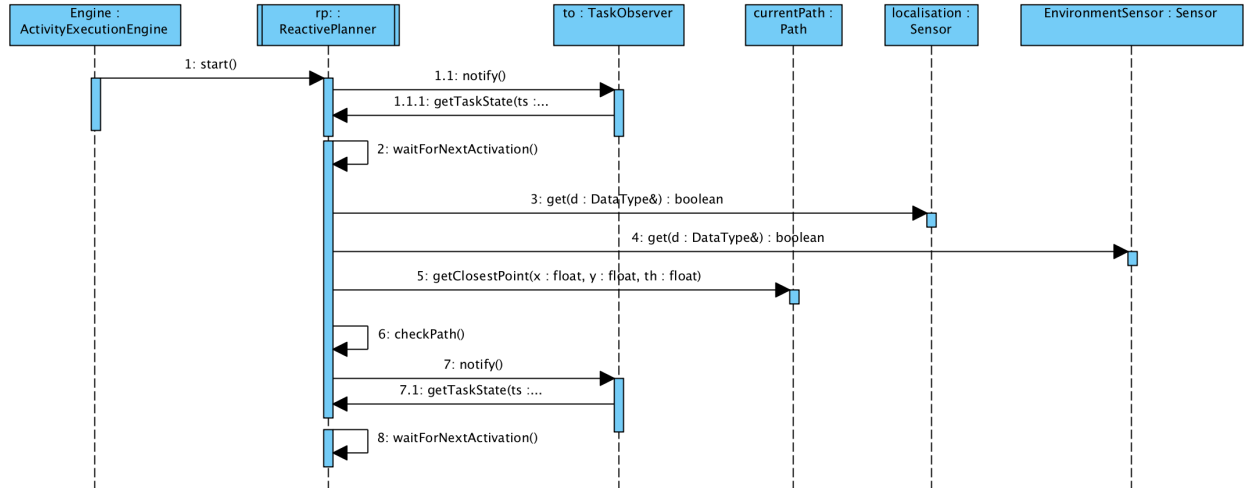 Engine :
ActivityExecutionEngine
rp: :
ReactivePlanner
to : TaskObserver
currentPath :
Path
localisation :
Sensor
EnvironmentSensor : Sensor
1: start()
1.1: notify()
1.1.1: getTaskState(ts :...
2: waitForNextActivation()
3: get(d : DataType&) : boolean
4: get(d : DataType&) : boolean
5: getClosestPoint(x : float, y : float, th : float)
6: checkPath()
7: notify()
7.1: getTaskState(ts :...
8: waitForNextActivation()